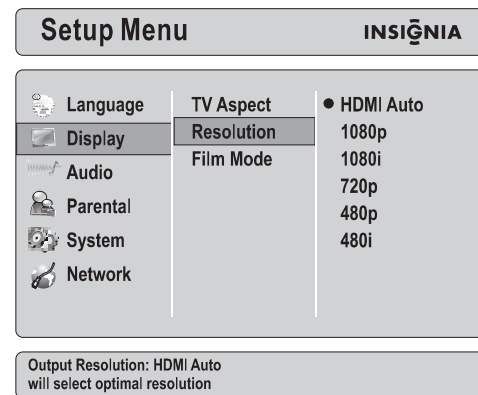 Setup Menu
INSIGNIA
Language
Display
Audio
Parental
System
Network
TV Aspect
Resolution
Film Mode
HDMI Auto
1080p
1080i
720p
480p
480i
Output Resolution: HDMI Auto
will select optimal resolution